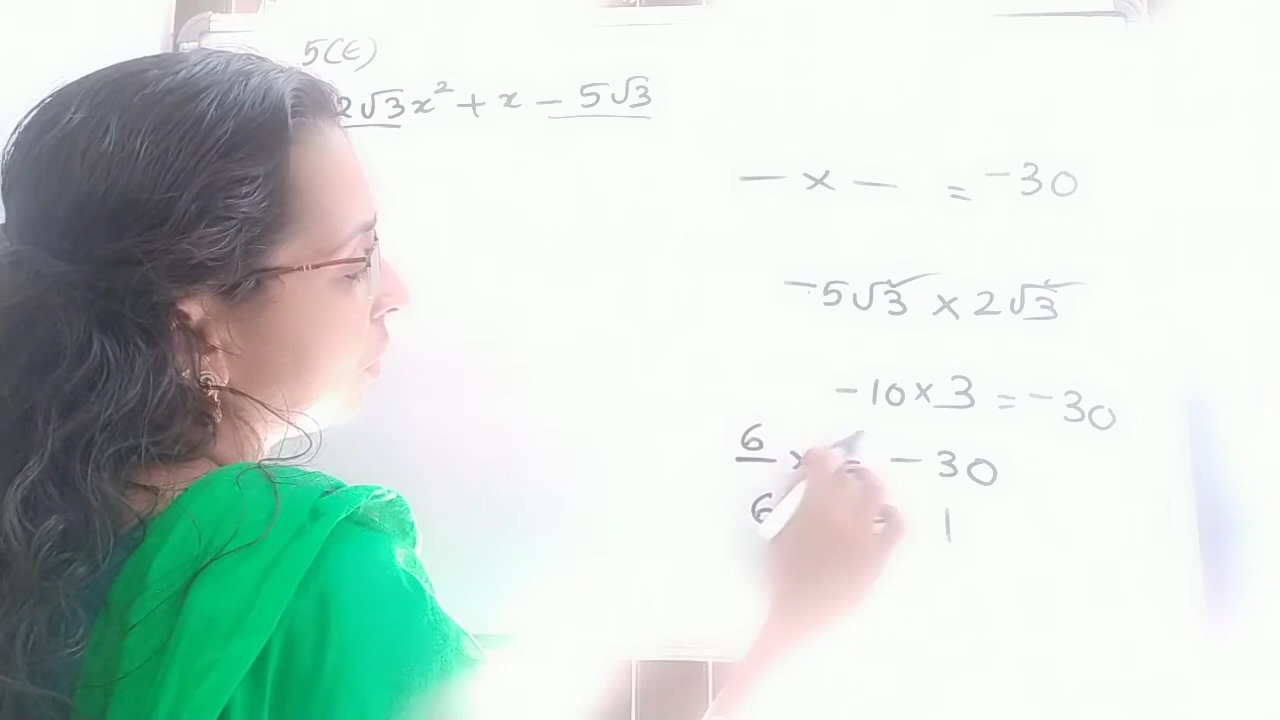 5(E)
2√3x² + x − 5√3
— × — = −30
−5√3 × 2√3
−10×3 = −30
6 × − 30
6 1